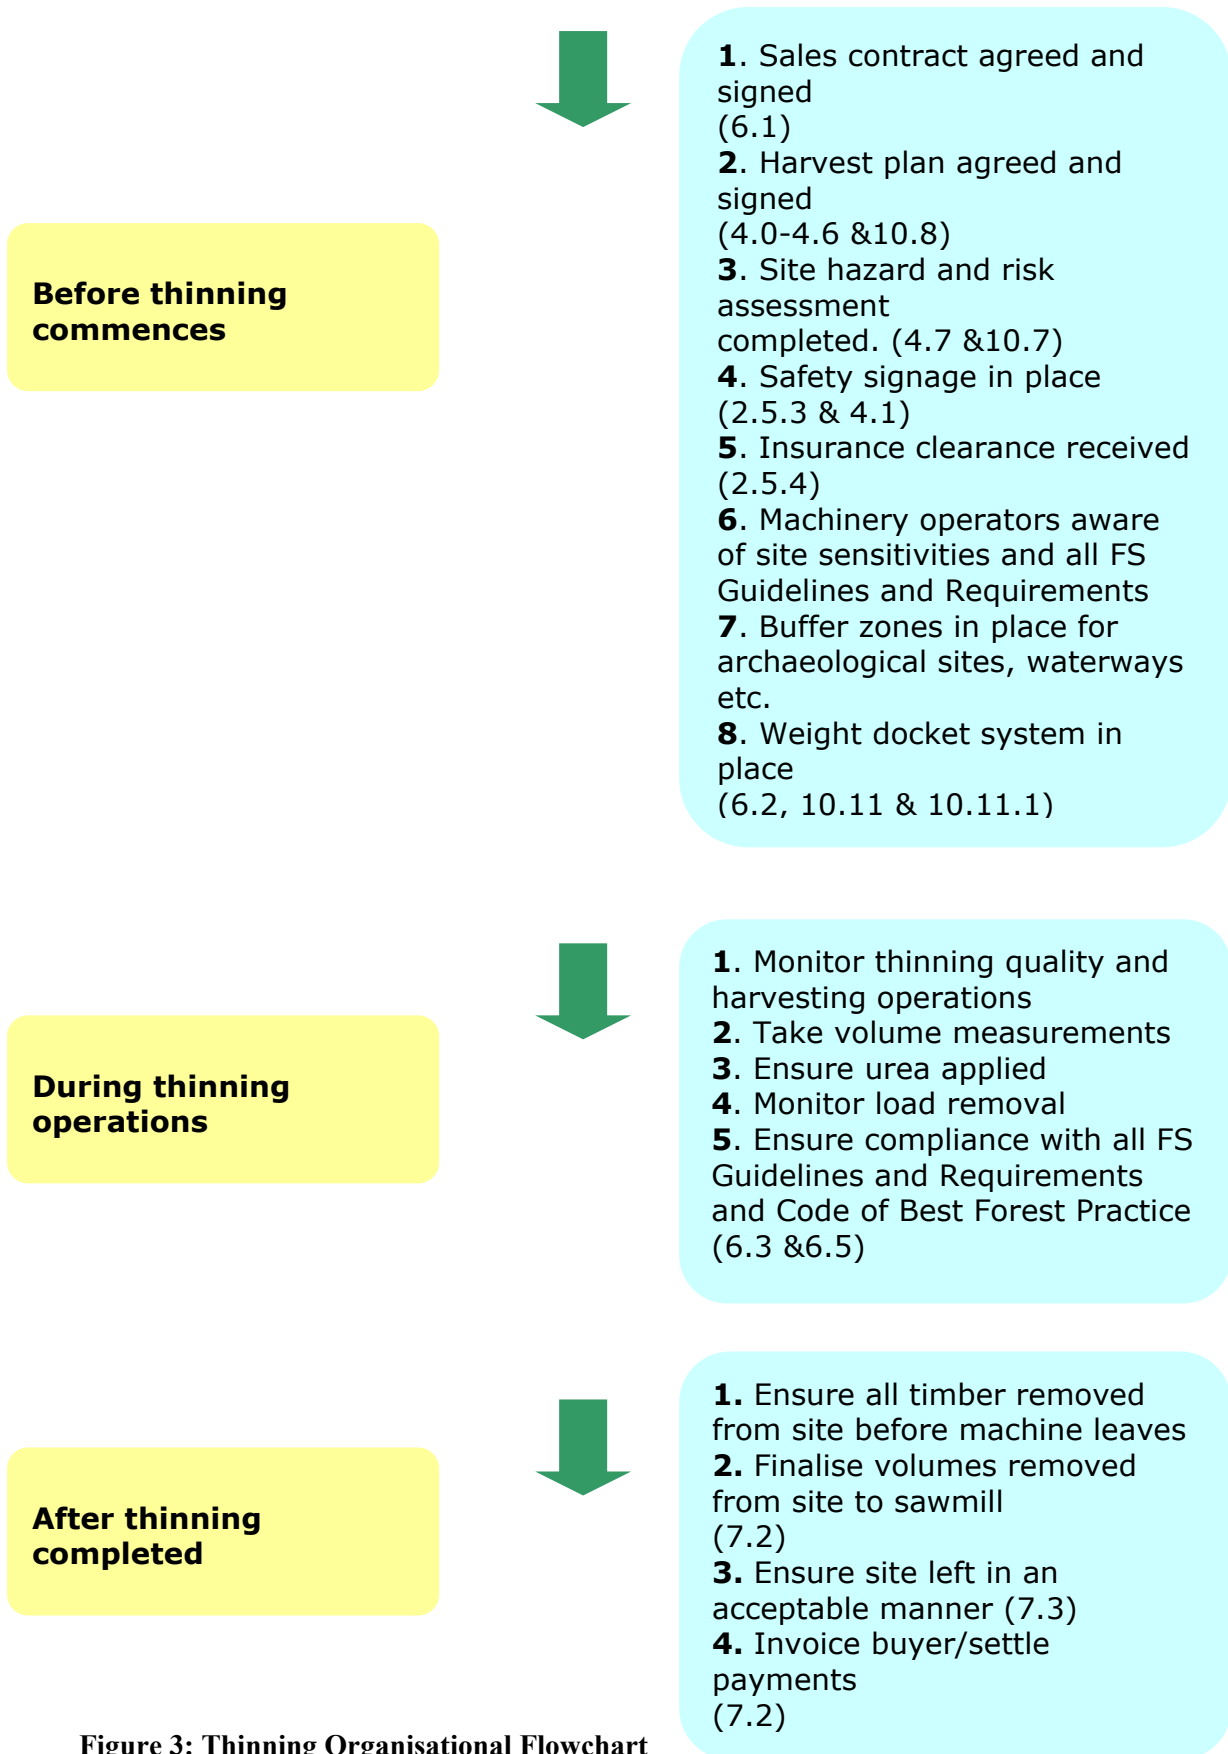 Before thinning
commences
1. Sales contract agreed and
signed
(6.1)
2. Harvest plan agreed and
signed
(4.0-4.6 &10.8)
3. Site hazard and risk
assessment
completed. (4.7 &10.7)
4. Safety signage in place
(2.5.3 & 4.1)
5. Insurance clearance received
(2.5.4)
6. Machinery operators aware
of site sensitivities and all FS
Guidelines and Requirements
7. Buffer zones in place for
archaeological sites, waterways
etc.
8. Weight docket system in
place
(6.2, 10.11 & 10.11.1)
During thinning
operations
1. Monitor thinning quality and
harvesting operations
2. Take volume measurements
3. Ensure urea applied
4. Monitor load removal
5. Ensure compliance with all FS
Guidelines and Requirements
and Code of Best Forest Practice
(6.3 &6.5)
After thinning
completed
1. Ensure all timber removed
from site before machine leaves
2. Finalise volumes removed
from site to sawmill
(7.2)
3. Ensure site left in an
acceptable manner (7.3)
4. Invoice buyer/settle
payments
(7.2)
Figure 3: Thinning Organisational Flowchart